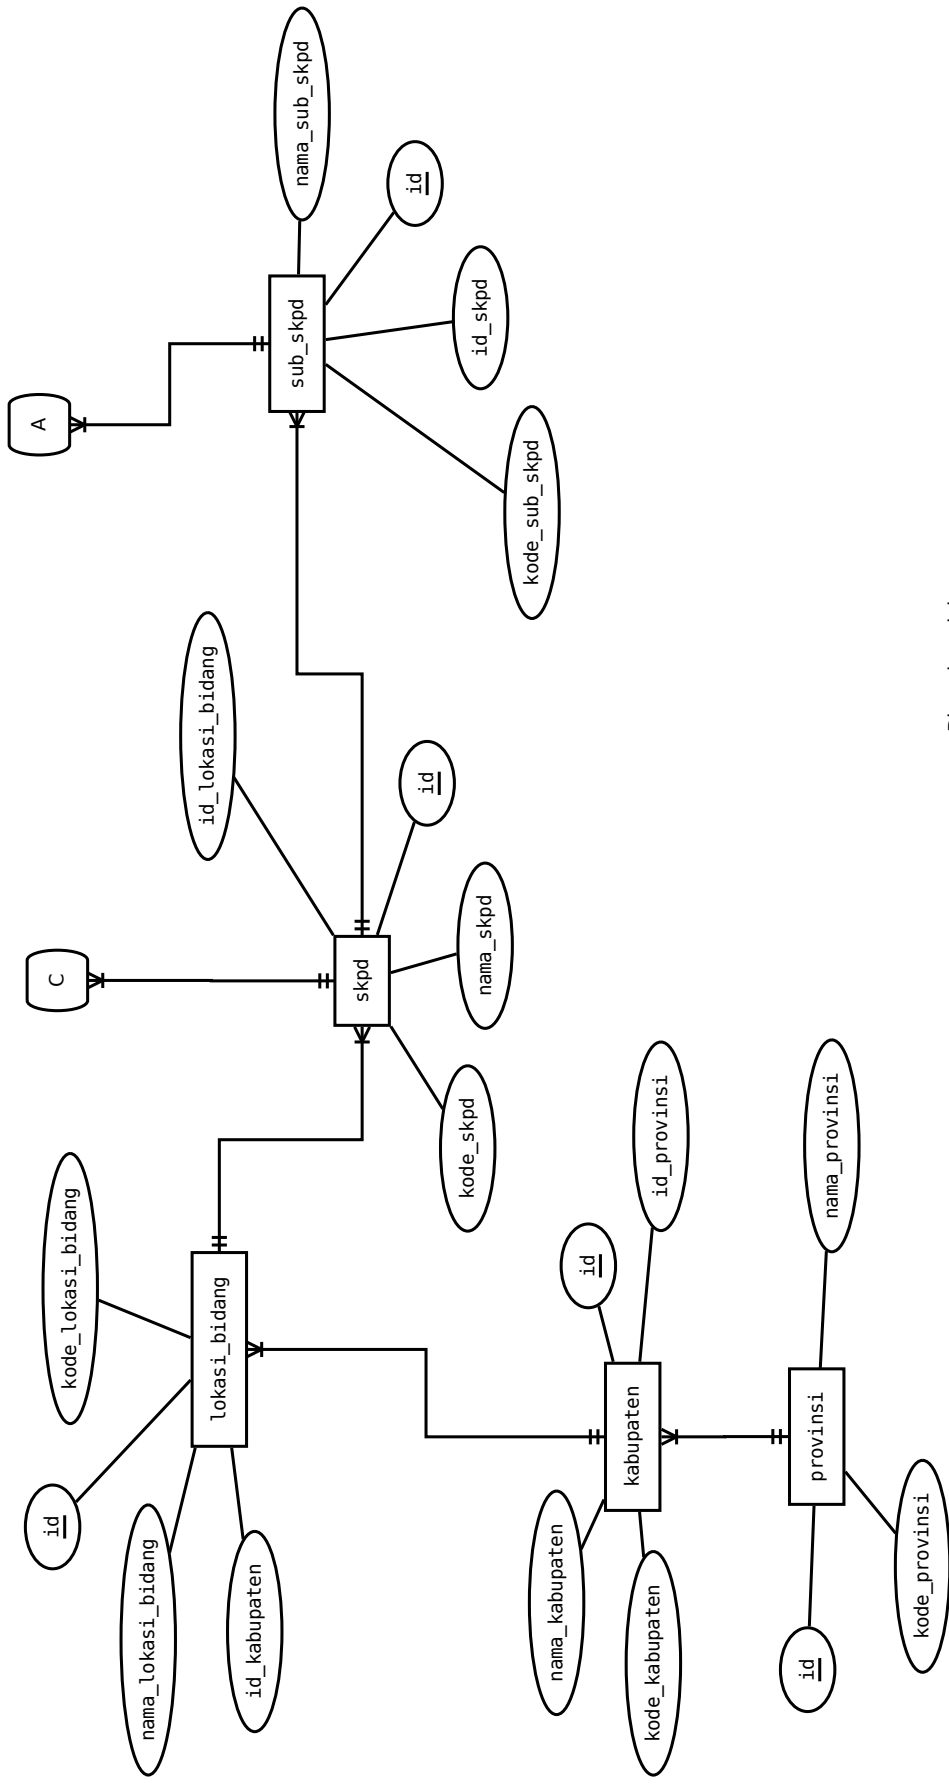 nama_sub_skpd
id
id_skpd
kode_sub_skpd
sub_skpd
A
id_lokasi_bidang
id
nama_skpd
kode_skpd
skpd
C
kode_lokasi_bidang
id
nama_lokasi_bidang
id_kabupaten
lokasi_bidang
id
id_provinsi
nama_kabupaten
kode_kabupaten
kabupaten
nama_provinsi
provinsi
id
kode_provinsi